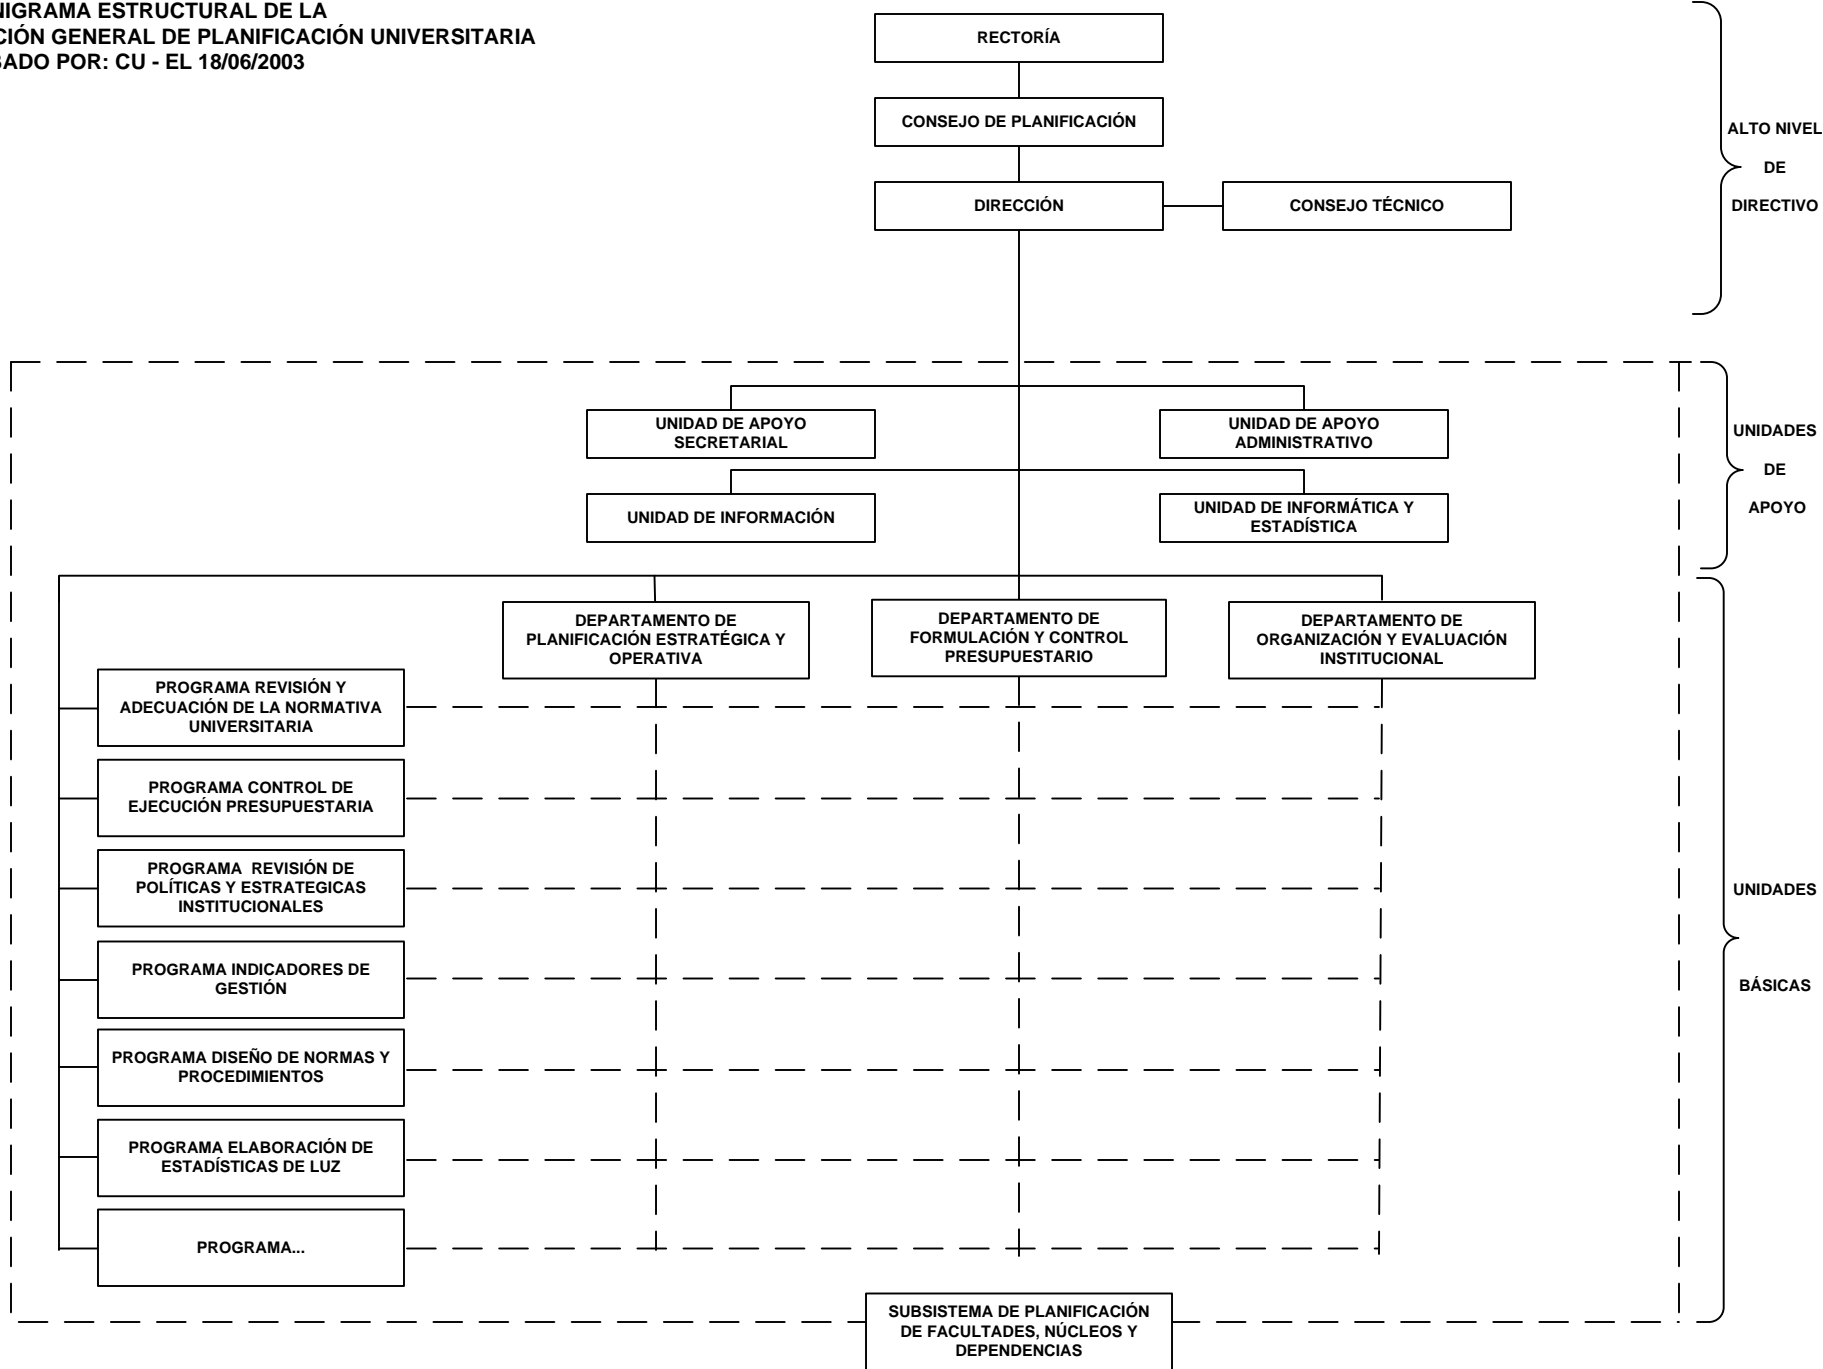 NIGRAMA ESTRUCTURAL DE LA
CIÓN GENERAL DE PLANIFICACIÓN UNIVERSITARIA
BADO POR: CU - EL 18/06/2003
RECTORÍA
CONSEJO DE PLANIFICACIÓN
DIRECCIÓN
CONSEJO TÉCNICO
ALTO NIVEL
DE
DIRECTIVO
UNIDAD DE APOYO
SECRETARIAL
UNIDAD DE APOYO
ADMINISTRATIVO
UNIDAD DE INFORMACIÓN
UNIDAD DE INFORMÁTICA Y
ESTADÍSTICA
UNIDADES
DE
APOYO
DEPARTAMENTO DE
PLANIFICACIÓN ESTRATÉGICA Y
OPERATIVA
DEPARTAMENTO DE
FORMULACIÓN Y CONTROL
PRESUPUESTARIO
DEPARTAMENTO DE
ORGANIZACIÓN Y EVALUACIÓN
INSTITUCIONAL
PROGRAMA REVISIÓN Y
ADECUACIÓN DE LA NORMATIVA
UNIVERSITARIA
PROGRAMA CONTROL DE
EJECUCIÓN PRESUPUESTARIA
PROGRAMA REVISIÓN DE
POLÍTICAS Y ESTRATEGICAS
INSTITUCIONALES
PROGRAMA INDICADORES DE
GESTIÓN
PROGRAMA DISEÑO DE NORMAS Y
PROCEDIMIENTOS
PROGRAMA ELABORACIÓN DE
ESTADÍSTICAS DE LUZ
PROGRAMA...
UNIDADES
BÁSICAS
SUBSISTEMA DE PLANIFICACIÓN
DE FACULTADES, NÚCLEOS Y
DEPENDENCIAS